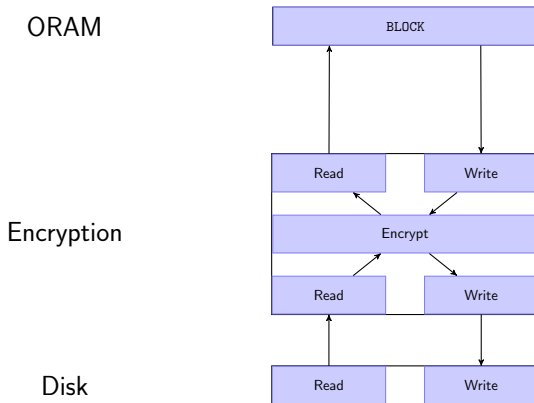 ORAM
BLOCK
Read Write
Encryption
Encrypt
Read Write
Disk
Read Write